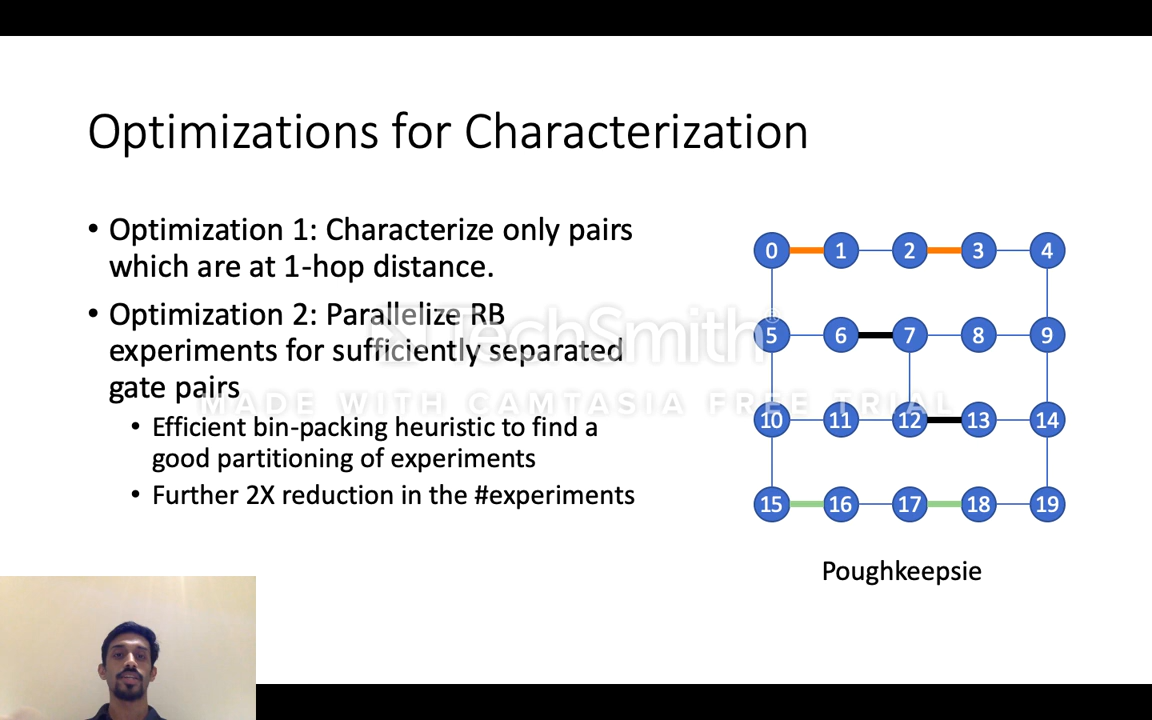 Optimizations for Characterization
• Optimization 1: Characterize only pairs
which are at 1-hop distance.
• Optimization 2: Parallelize RB
experiments for sufficiently separated
gate pairs
• Efficient bin-packing heuristic to find a
good partitioning of experiments
• Further 2X reduction in the #experiments
0 1 2 3 4
5 6 7 8 9
10 11 12 13 14
15 16 17 18 19
Poughkeepsie
TechSmith®
MADE WITH CAMTASIA FREE TRIAL